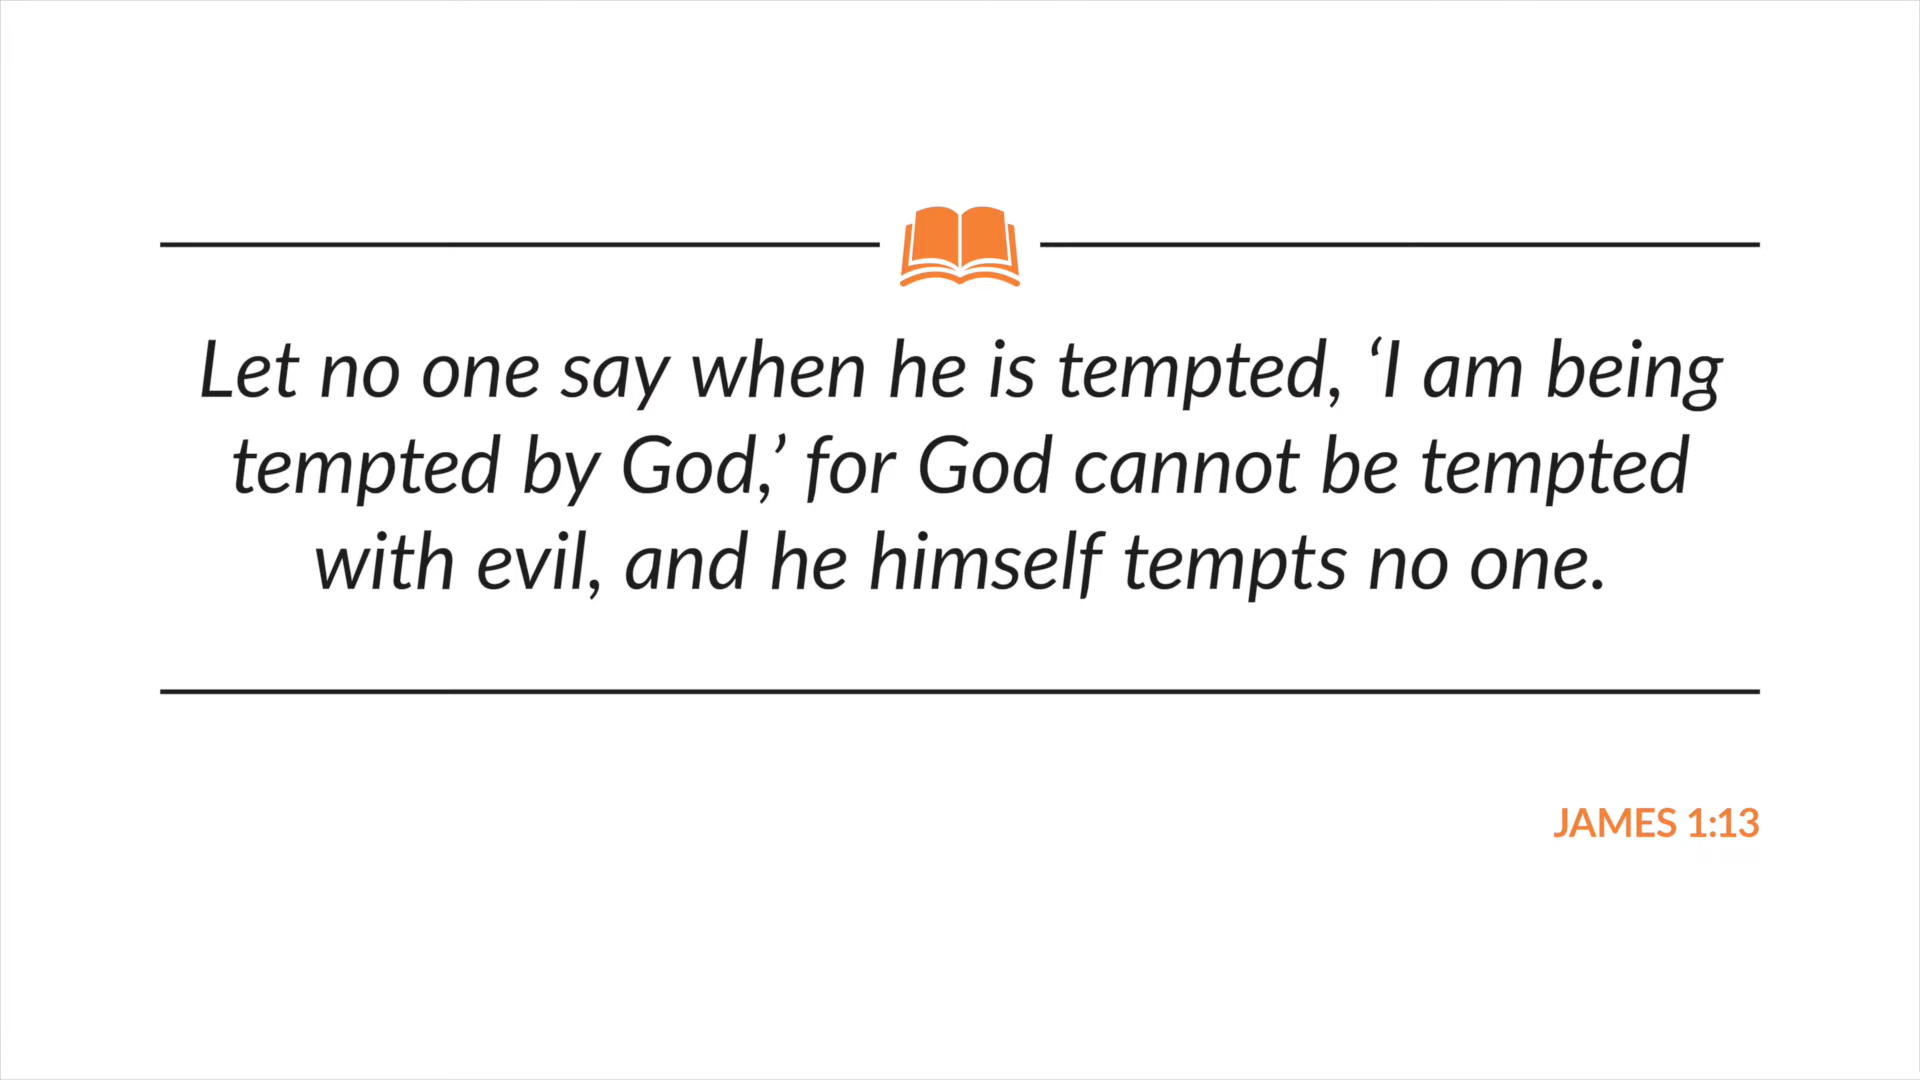 Let no one say when he is tempted, ‘I am being
tempted by God,’ for God cannot be tempted
with evil, and he himself tempts no one.
JAMES 1:13